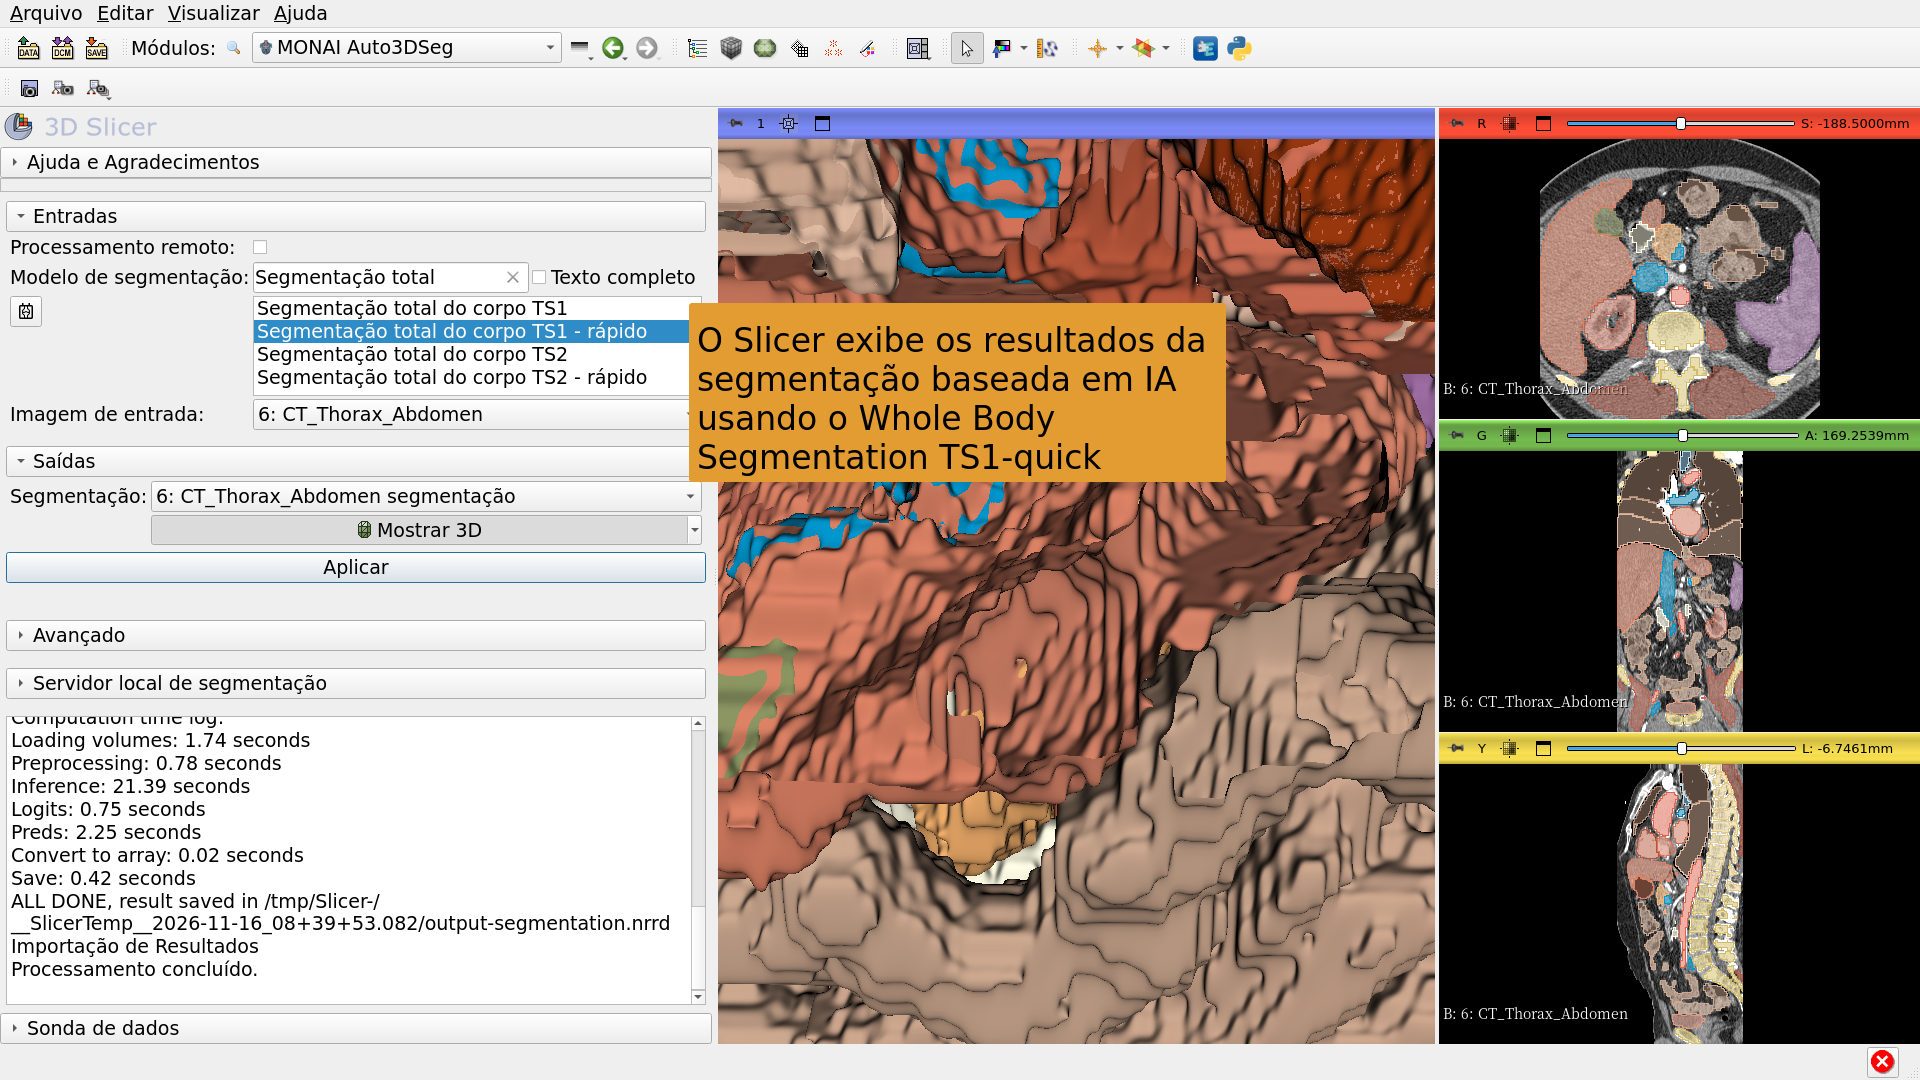 Arquivo Editar Visualizar Ajuda
DATA DCM SAVE Módulos: MONAI Auto3DSeg
3D Slicer
Ajuda e Agradecimentos
Entradas
Processamento remoto:
Modelo de segmentação: Segmentação total Texto completo
Segmentação total do corpo TS1
Segmentação total do corpo TS1 - rápido
Segmentação total do corpo TS2
Segmentação total do corpo TS2 - rápido
Imagem de entrada: 6: CT_Thorax_Abdomen
Saídas
Segmentação: 6: CT_Thorax_Abdomen segmentação
Mostrar 3D
Aplicar
Avançado
Servidor local de segmentação
Computation time log:
Loading volumes: 1.74 seconds
Preprocessing: 0.78 seconds
Inference: 21.39 seconds
Logits: 0.75 seconds
Preds: 2.25 seconds
Convert to array: 0.02 seconds
Save: 0.42 seconds
ALL DONE, result saved in /tmp/Slicer-/
__SlicerTemp__2026-11-16_08+39+53.082/output-segmentation.nrrd
Importação de Resultados
Processamento concluído.
Sonda de dados
1
O Slicer exibe os resultados da
segmentação baseada em IA
usando o Whole Body
Segmentation TS1-quick
R S: -188.5000mm
B: 6: CT_Thorax_Abdomen
G A: 169.2539mm
B: 6: CT_Thorax_Abdomen
Y L: -6.7461mm
B: 6: CT_Thorax_Abdomen